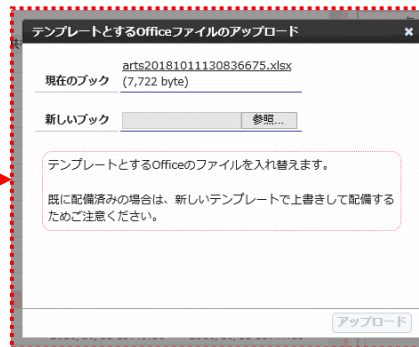 テンプレートとするOfficeファイルのアップロード ×
現在のブック arts20181011130836675.xlsx
(7,722 byte)
新しいブック 参照...
テンプレートとするOfficeのファイルを入れ替えます。
既に配備済みの場合は、新しいテンプレートで上書きして配備する
ためご注意ください。
アップロード